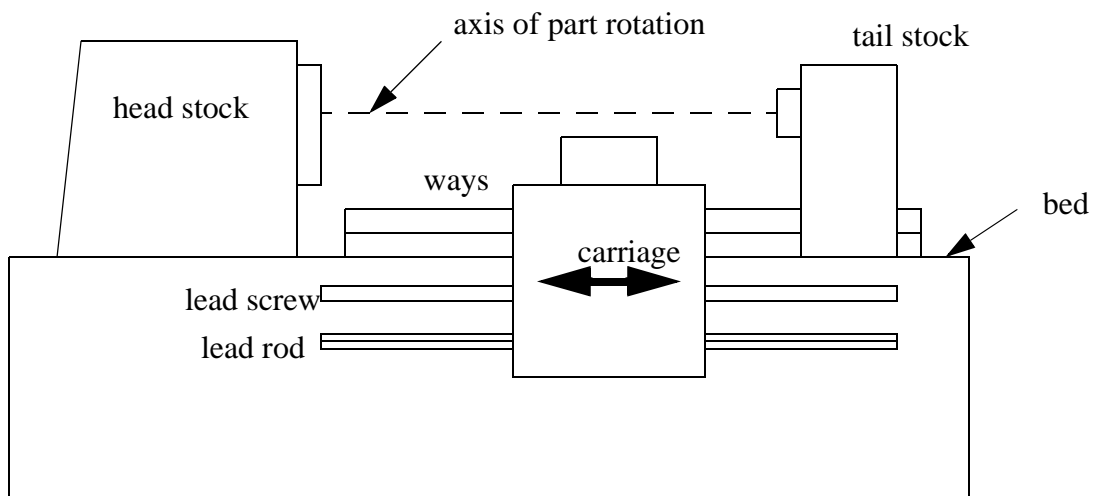 axis of part rotation
tail stock
head stock
ways
bed
carriage
lead screw
lead rod